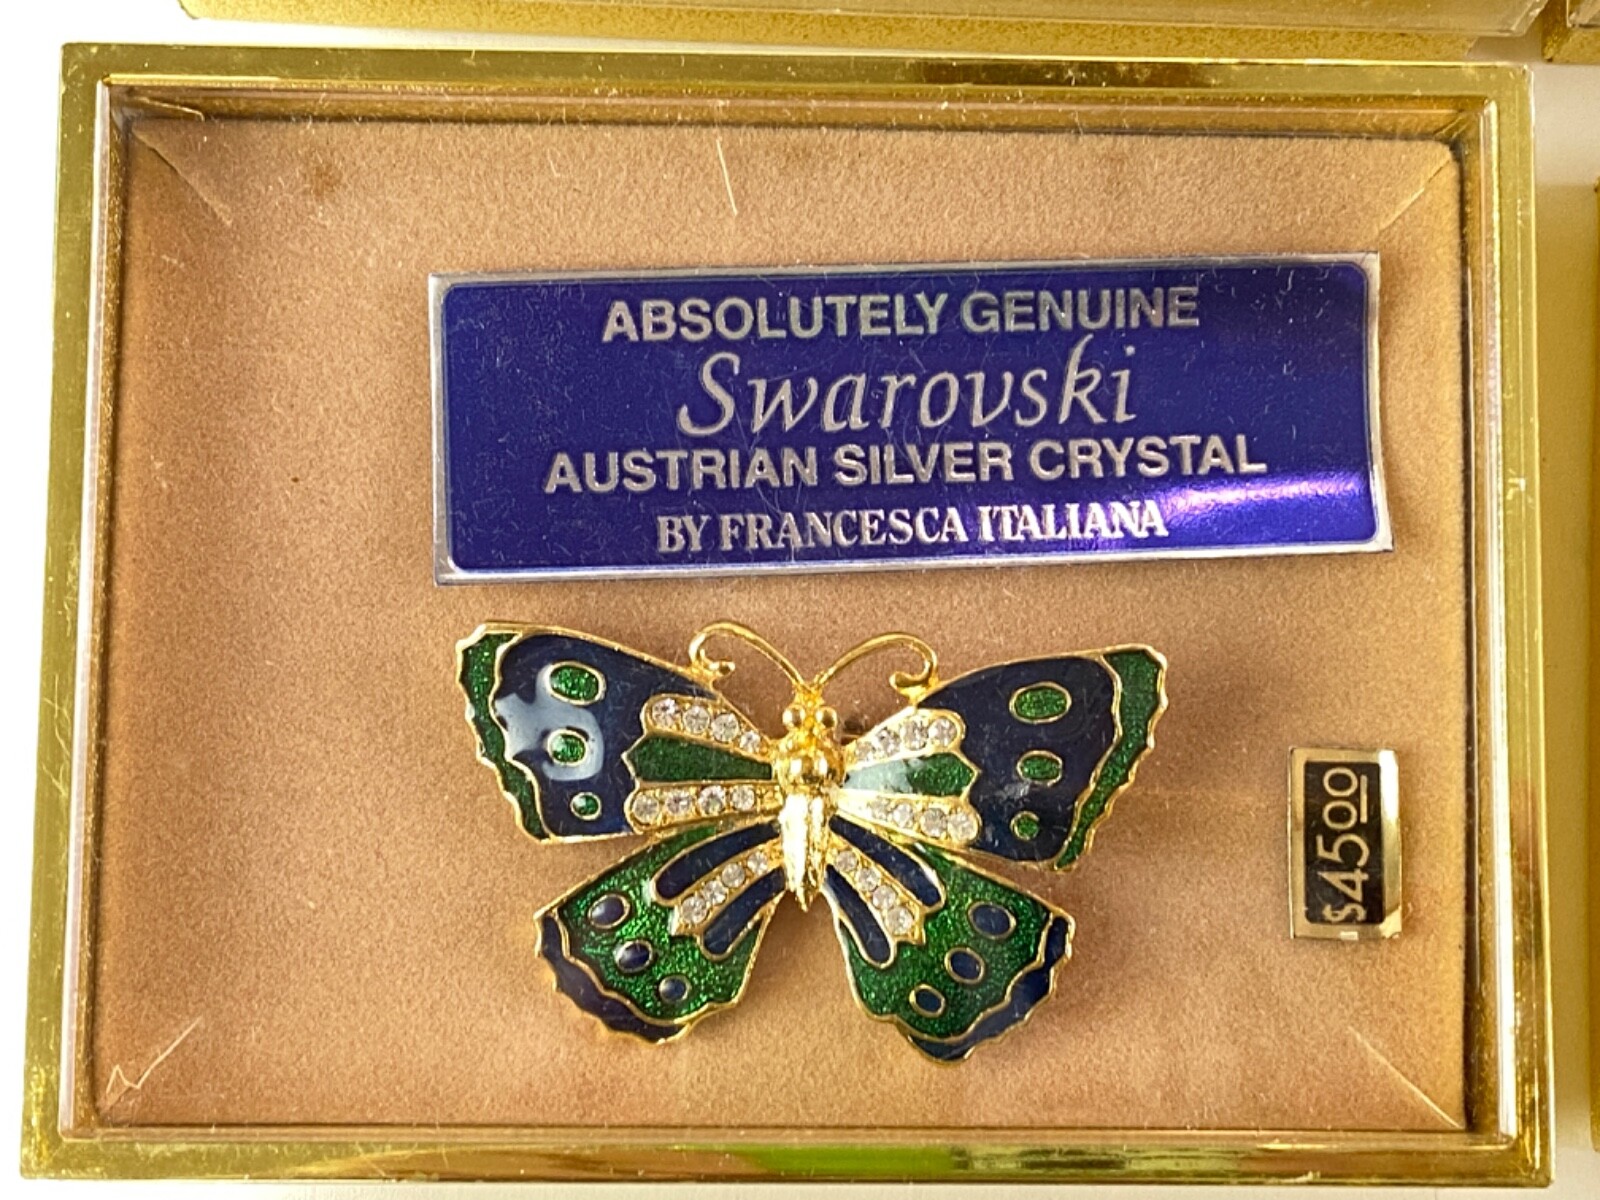 ABSOLUTELY GENUINE
Swarovski
AUSTRIAN SILVER CRYSTAL
BY FRANCESCA ITALIANA
$4500